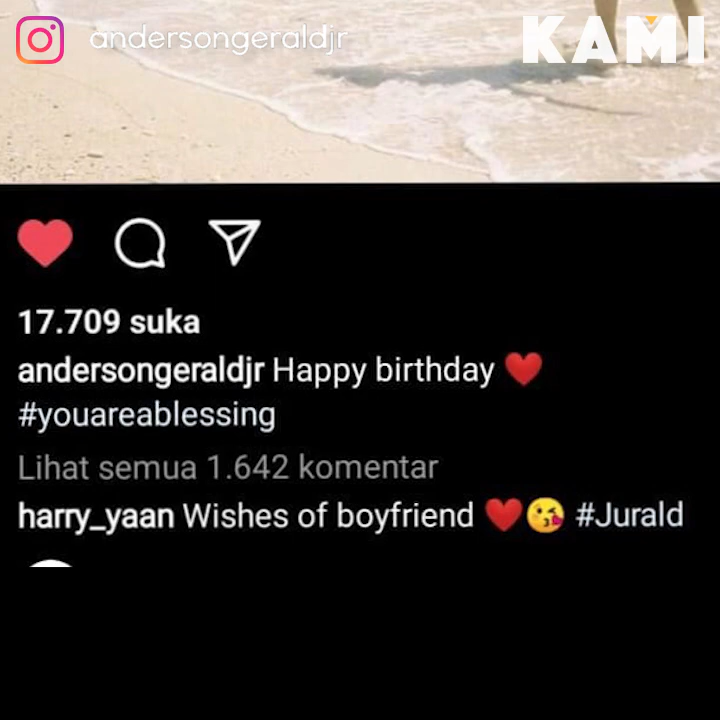 andersongeraldjr
KAMI
17.709 suka
andersongeraldjr Happy birthday ❤️
#youareablessing
Lihat semua 1.642 komentar
harry_yaan Wishes of boyfriend ❤️😘 #Jurald